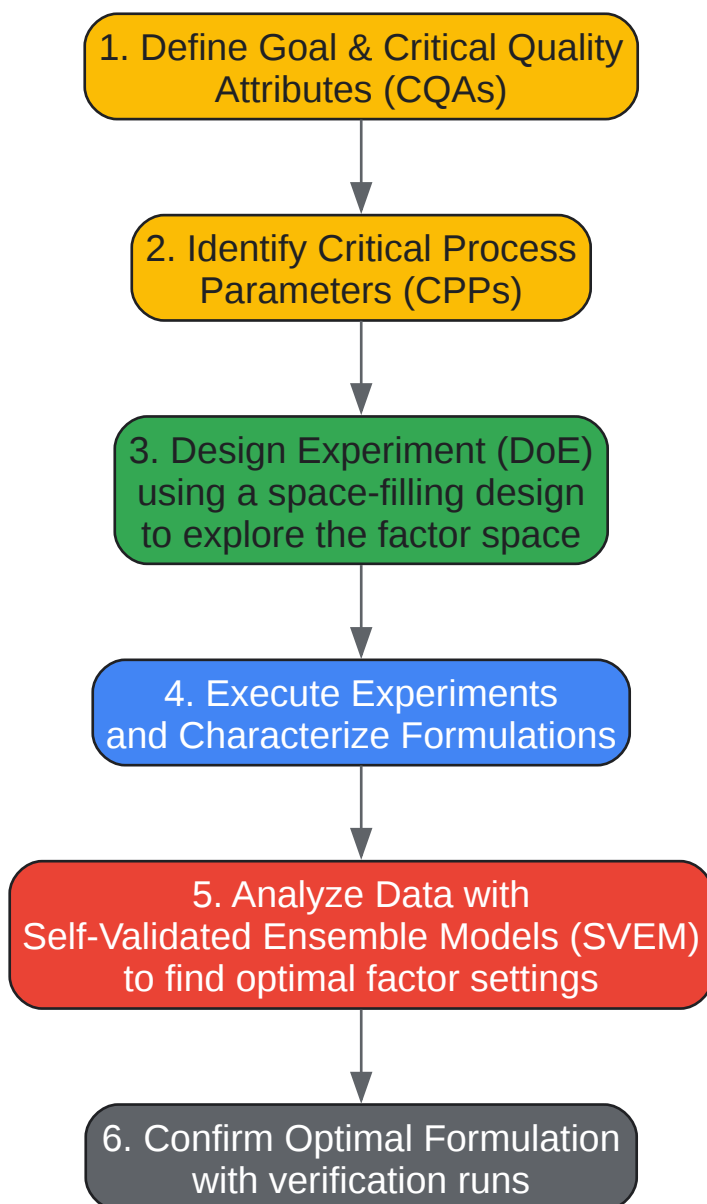 1. Define Goal & Critical Quality
Attributes (CQAs)
2. Identify Critical Process
Parameters (CPPs)
3. Design Experiment (DoE)
using a space-filling design
to explore the factor space
4. Execute Experiments
and Characterize Formulations
5. Analyze Data with
Self-Validated Ensemble Models (SVEM)
to find optimal factor settings
6. Confirm Optimal Formulation
with verification runs